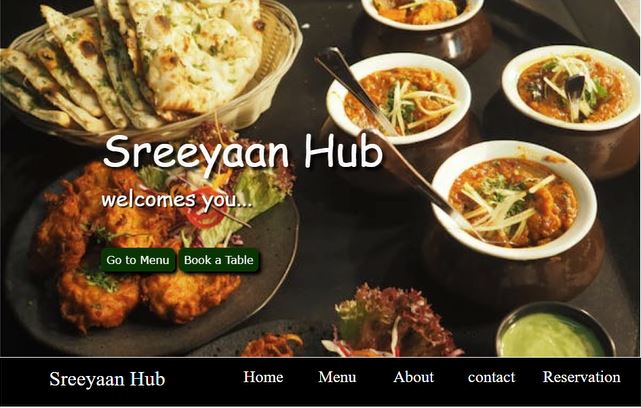 Sreeyaan Hub
welcomes you...
Go to Menu Book a Table
Sreeyaan Hub Home Menu About contact Reservation